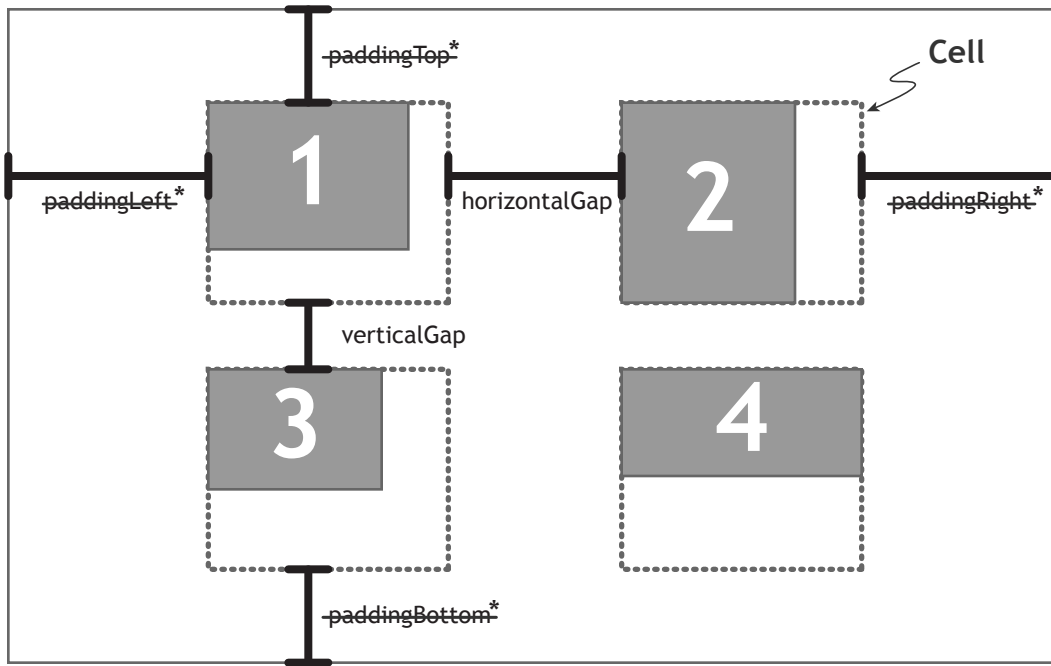 paddingTop*
Cell
1
2
paddingLeft*
horizontalGap
paddingRight*
verticalGap
3
4
paddingBottom*